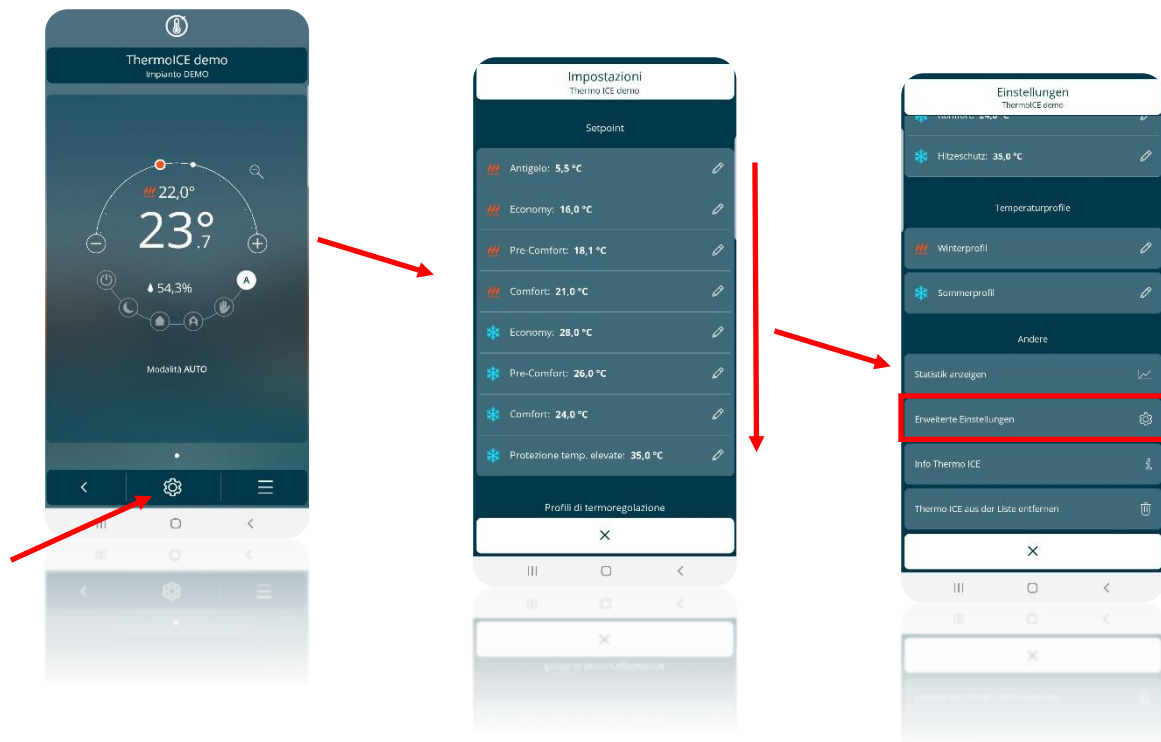 ThermoICE demo
Impianto DEMO
22,0°
23°.7
54,3%
A
Modalità AUTO
Impostazioni
Thermo ICE demo
Setpoint
Antigelo: 5,5 °C
Economy: 16,0 °C
Pre-Comfort: 18,1 °C
Comfort: 21,0 °C
Economy: 28,0 °C
Pre-Comfort: 26,0 °C
Comfort: 24,0 °C
Protezione temp. elevate: 35,0 °C
Profili di termoregolazione
Einstellungen
ThermoICE demo
Komfort: 24,0 °C
Hitzeschutz: 35,0 °C
Temperaturprofile
Winterprofil
Sommerprofil
Andere
Statistik anzeigen
Erweiterte Einstellungen
Info Thermo ICE
Thermo ICE aus der Liste entfernen